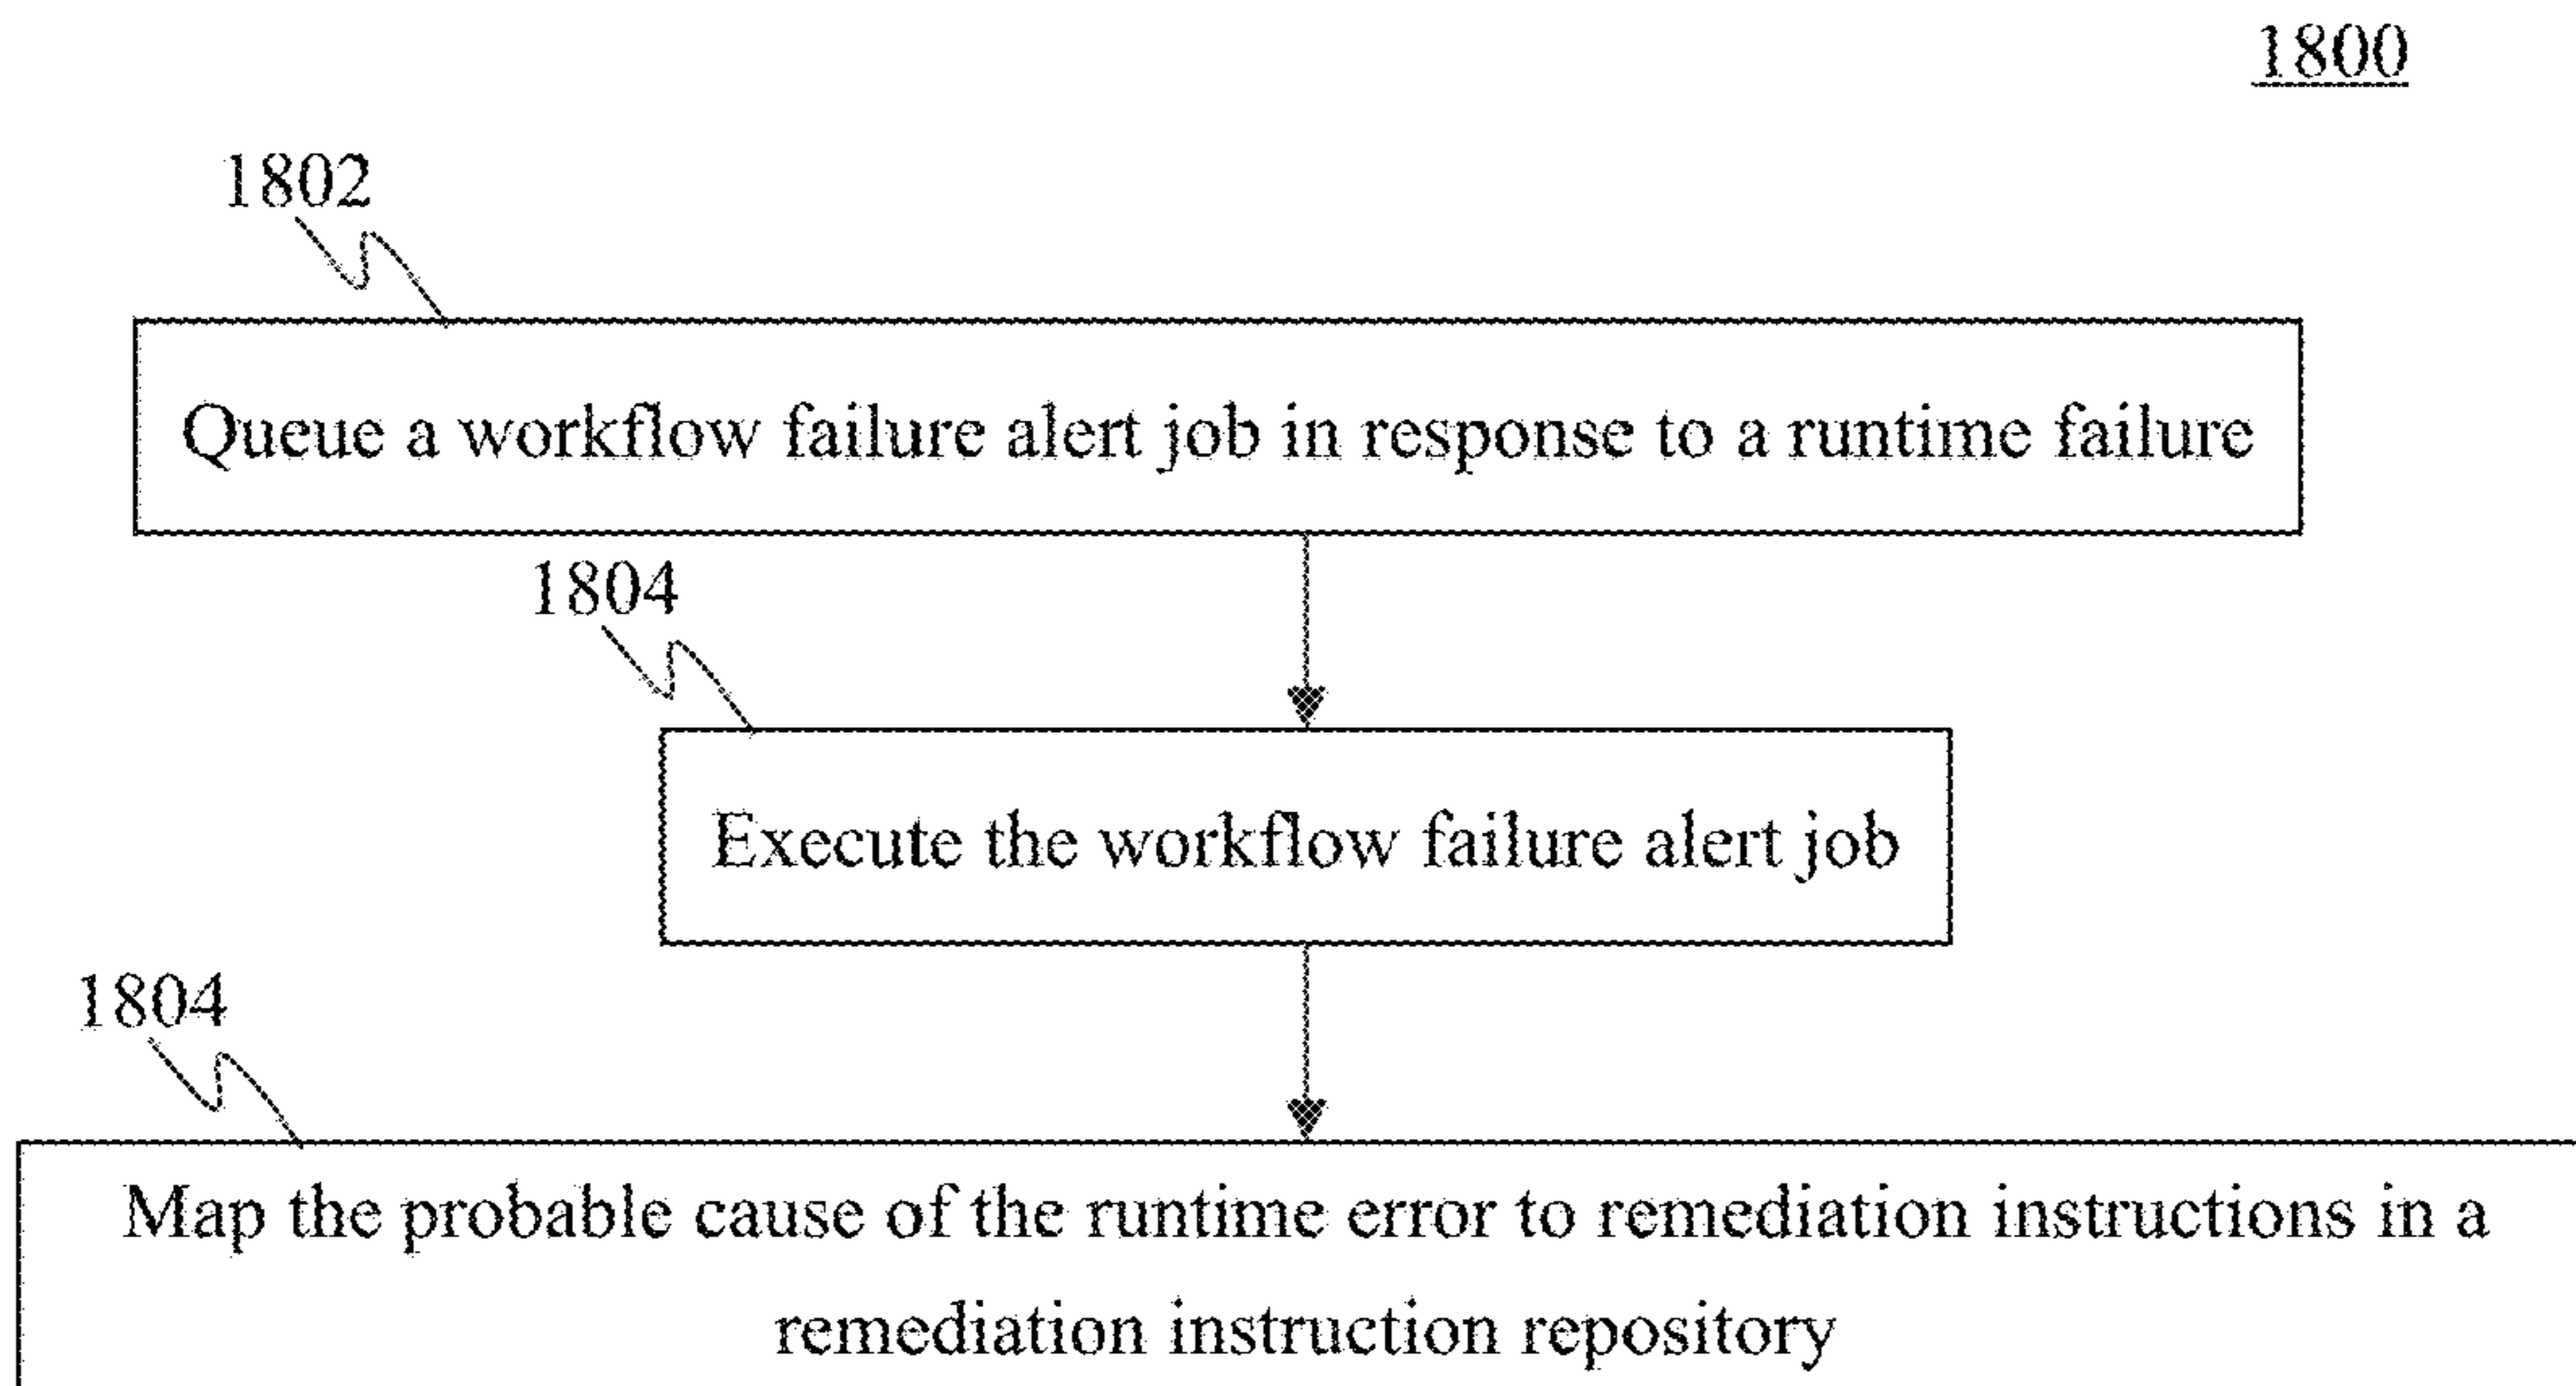 1800
1802
Queue a workflow failure alert job in response to a runtime failure
1804
Execute the workflow failure alert job
1804
Map the probable cause of the runtime error to remediation instructions in a
remediation instruction repository